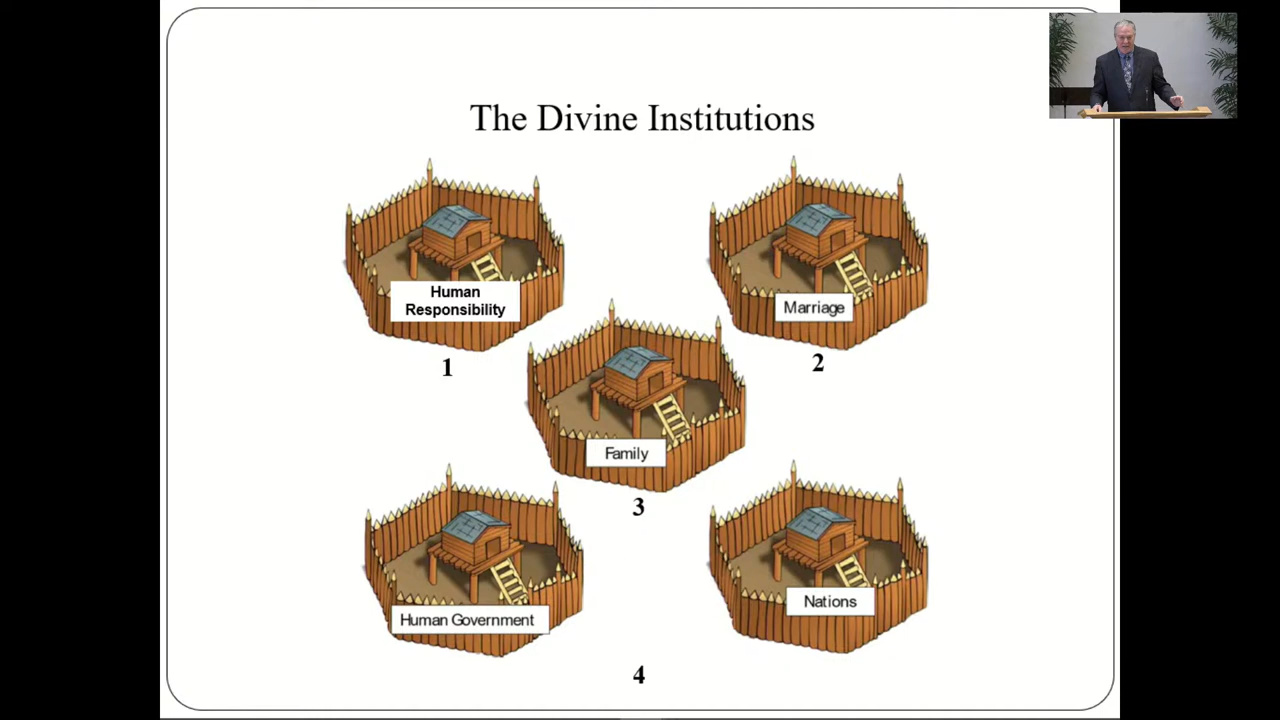 The Divine Institutions
Human
Responsibility
1
Marriage
2
Family
3
Human Government
Nations
4